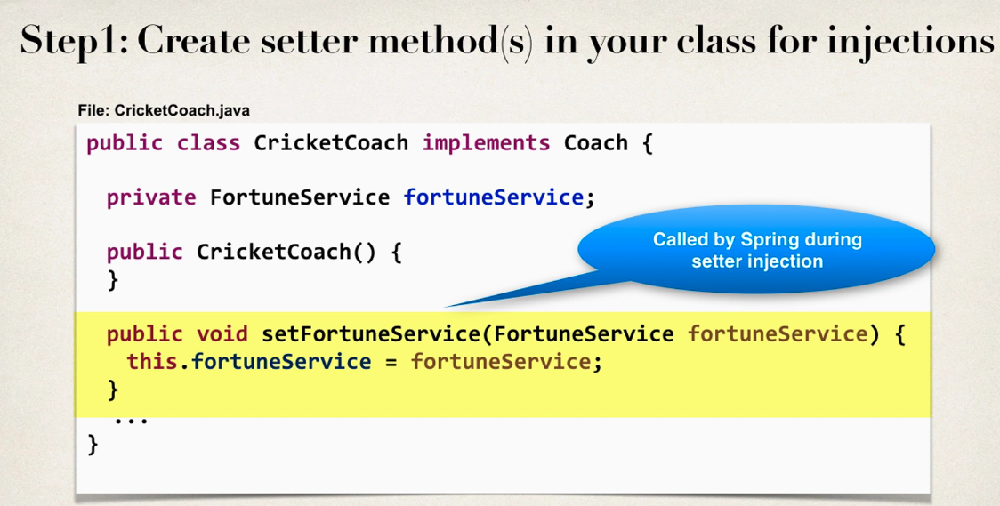 Step1: Create setter method(s) in your class for injections
File: CricketCoach.java
public class CricketCoach implements Coach {
private FortuneService fortuneService;
public CricketCoach() {
}
Called by Spring during
setter injection
public void setFortuneService(FortuneService fortuneService) {
this.fortuneService = fortuneService;
}
...
}